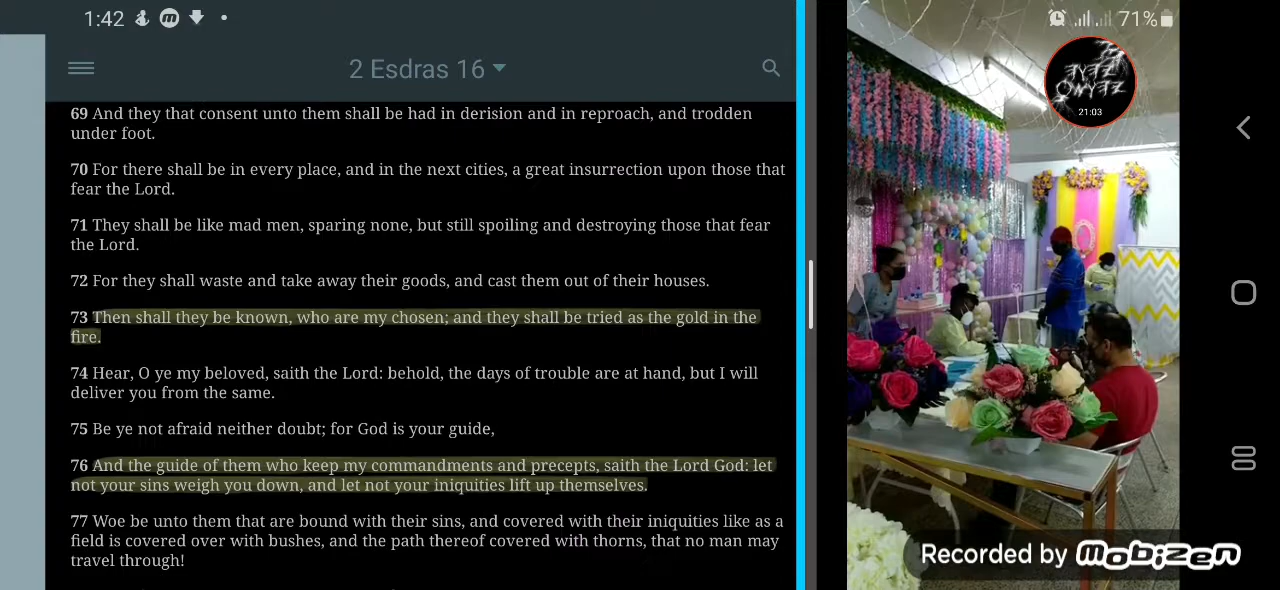 1:42
2 Esdras 16
69 And they that consent unto them shall be had in derision and in reproach, and trodden
under foot.
70 For there shall be in every place, and in the next cities, a great insurrection upon those that
fear the Lord.
71 They shall be like mad men, sparing none, but still spoiling and destroying those that fear
the Lord.
72 For they shall waste and take away their goods, and cast them out of their houses.
73 Then shall they be known, who are my chosen; and they shall be tried as the gold in the
fire.
74 Hear, O ye my beloved, saith the Lord: behold, the days of trouble are at hand, but I will
deliver you from the same.
75 Be ye not afraid neither doubt; for God is your guide,
76 And the guide of them who keep my commandments and precepts, saith the Lord God: let
not your sins weigh you down, and let not your iniquities lift up themselves.
77 Woe be unto them that are bound with their sins, and covered with their iniquities like as a
field is covered over with bushes, and the path thereof covered with thorns, that no man may
travel through!
71%
21:03
Recorded by Mobizen